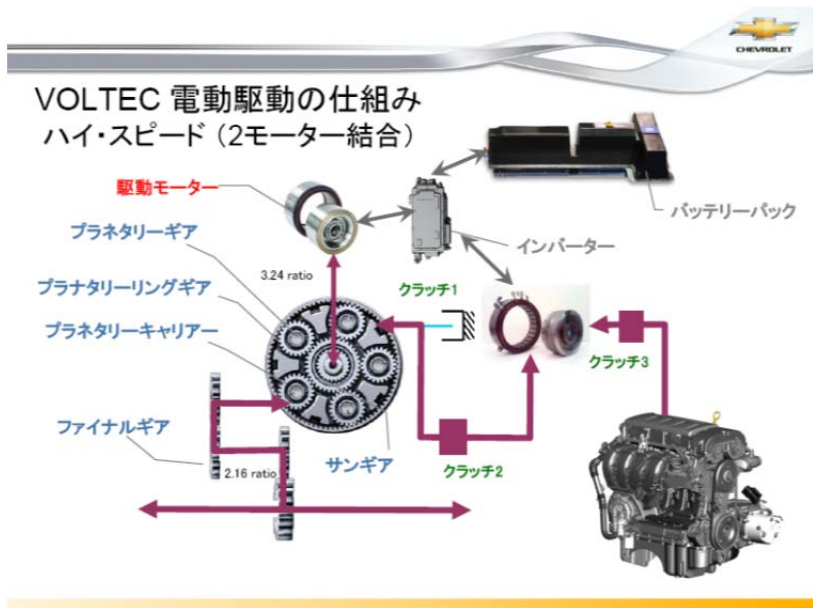 CHEVROLET
VOLTEC 電動駆動の仕組み
ハイ・スピード（2モーター結合）
駆動モーター
バッテリーパック
プラネタリーギア
インバーター
3.24 ratio
クラッチ1
プラナタリーリングギア
プラネタリーキャリアー
クラッチ3
ファイナルギア
サンギア
クラッチ2
2.16 ratio